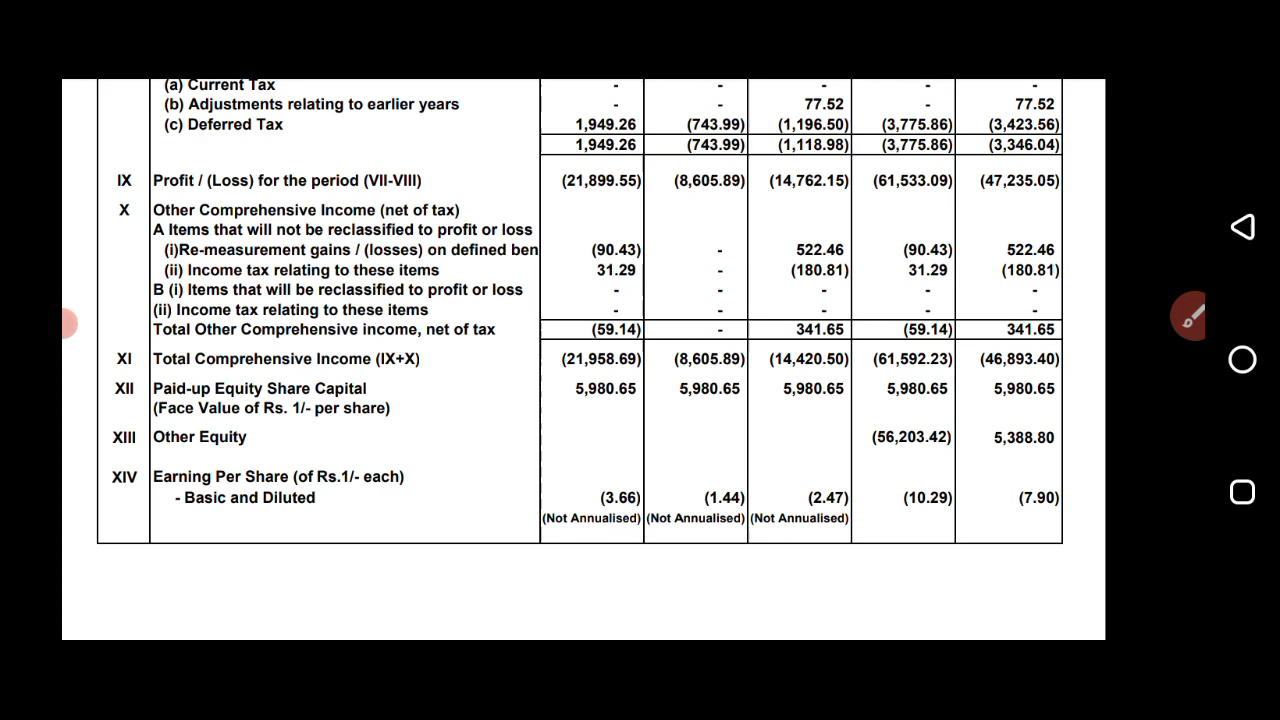 (a) Current Tax - - - - -
(b) Adjustments relating to earlier years - - 77.52 - 77.52
(c) Deferred Tax 1,949.26 (743.99) (1,196.50) (3,775.86) (3,423.56)
1,949.26 (743.99) (1,118.98) (3,775.86) (3,346.04)
IX Profit / (Loss) for the period (VII-VIII) (21,899.55) (8,605.89) (14,762.15) (61,533.09) (47,235.05)
X Other Comprehensive Income (net of tax)
A Items that will not be reclassified to profit or loss
(i)Re-measurement gains / (losses) on defined ben (90.43) - 522.46 (90.43) 522.46
(ii) Income tax relating to these items 31.29 - (180.81) 31.29 (180.81)
B (i) Items that will be reclassified to profit or loss - - - - -
(ii) Income tax relating to these items - - - - -
Total Other Comprehensive income, net of tax (59.14) - 341.65 (59.14) 341.65
XI Total Comprehensive Income (IX+X) (21,958.69) (8,605.89) (14,420.50) (61,592.23) (46,893.40)
XII Paid-up Equity Share Capital 5,980.65 5,980.65 5,980.65 5,980.65 5,980.65
(Face Value of Rs. 1/- per share)
XIII Other Equity (56,203.42) 5,388.80
XIV Earning Per Share (of Rs.1/- each)
- Basic and Diluted (3.66) (1.44) (2.47) (10.29) (7.90)
(Not Annualised) (Not Annualised) (Not Annualised)